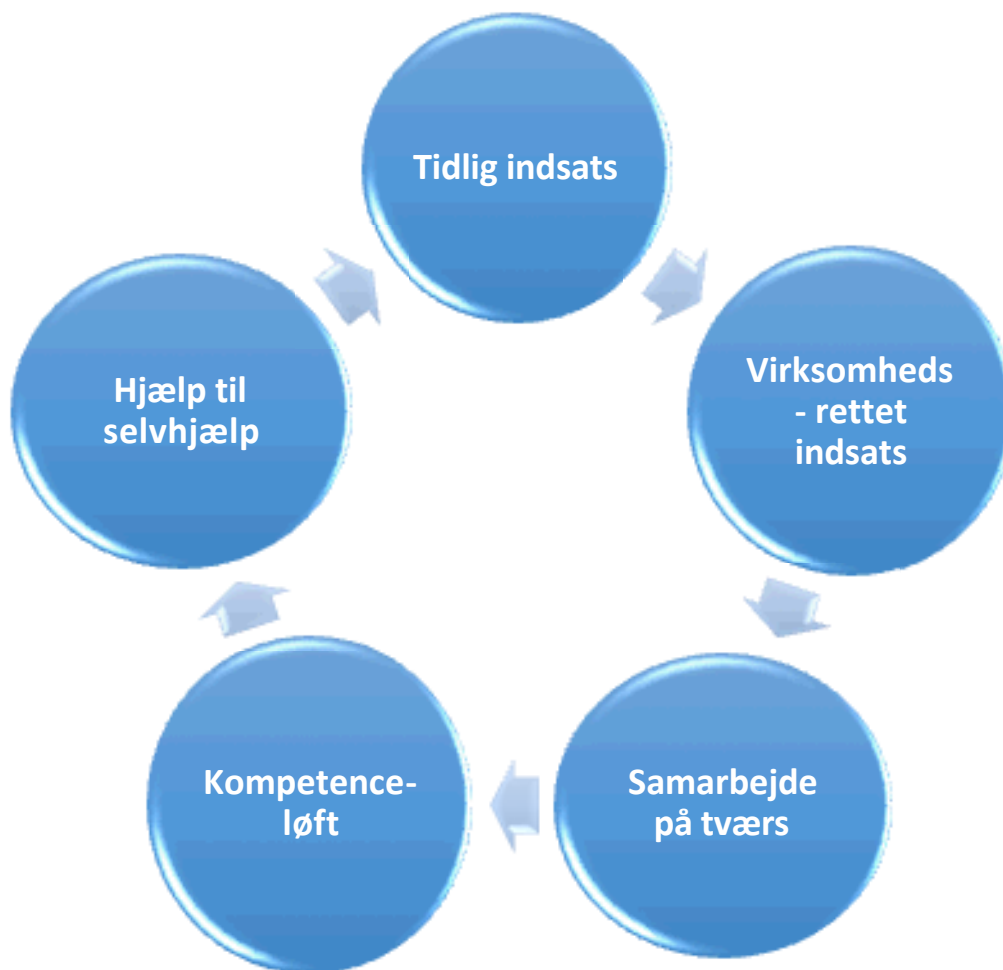 Tidlig indsats
Virksomheds
- rettet
indsats
Samarbejde
på tværs
Kompetence-
løft
Hjælp til
selvhjælp